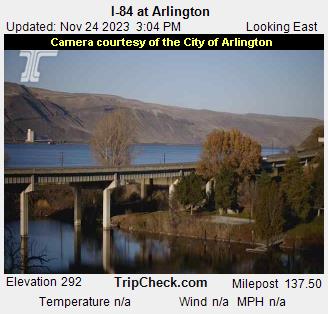 I-84 at Arlington
Updated: Nov 24 2023 3:04 PM Looking East
Camera courtesy of the City of Arlington
Elevation 292 TripCheck.com Milepost 137.50
Temperature n/a Wind n/a MPH n/a